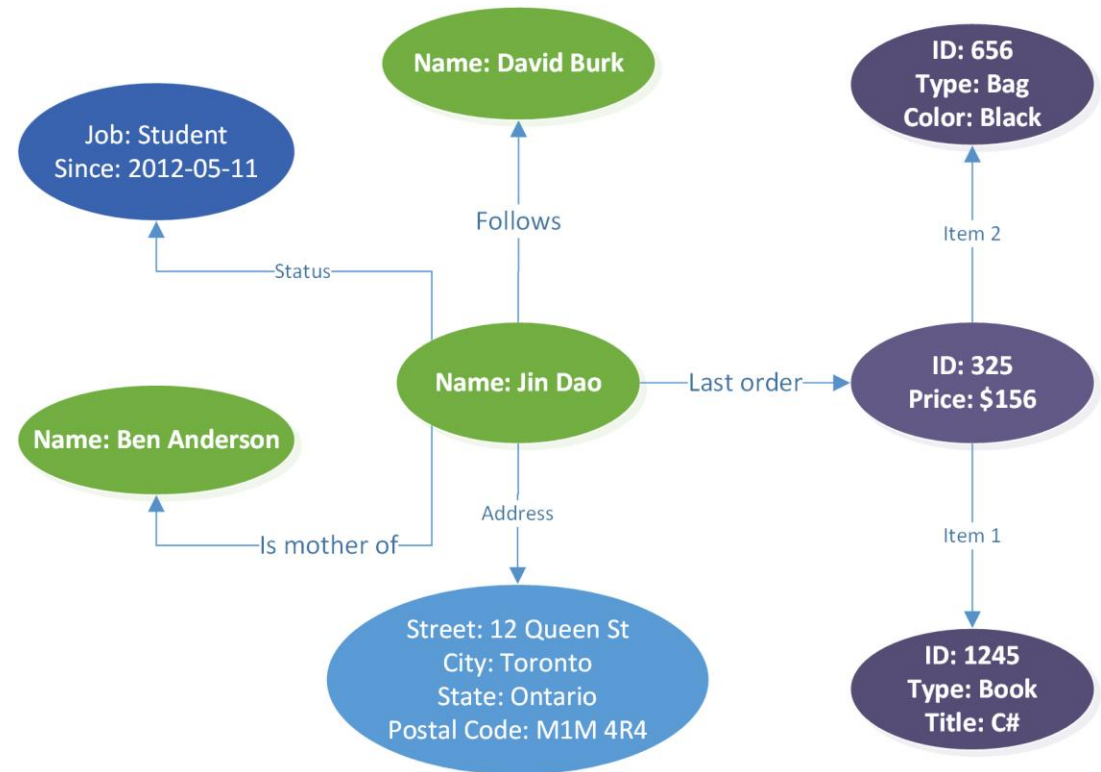 Name: David Burk
ID: 656
Type: Bag
Color: Black
Job: Student
Since: 2012-05-11
Follows
Item 2
Status
Name: Jin Dao
Last order
ID: 325
Price: $156
Name: Ben Anderson
Address
Item 1
Is mother of
Street: 12 Queen St
City: Toronto
State: Ontario
Postal Code: M1M 4R4
ID: 1245
Type: Book
Title: C#